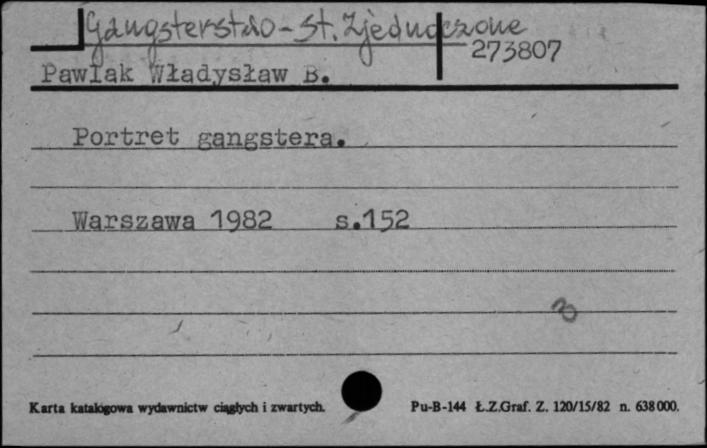 Gangsterstwo - St. Zjednoczone
273807
Pawlak Władysław B.
Portret gangstera.
Warszawa 1982 s.152
Karta katalogowa wydawnictw ciągłych i zwartych.
Pu-B-144 Ł.Z.Graf. Z. 120/15/82 n. 638000.